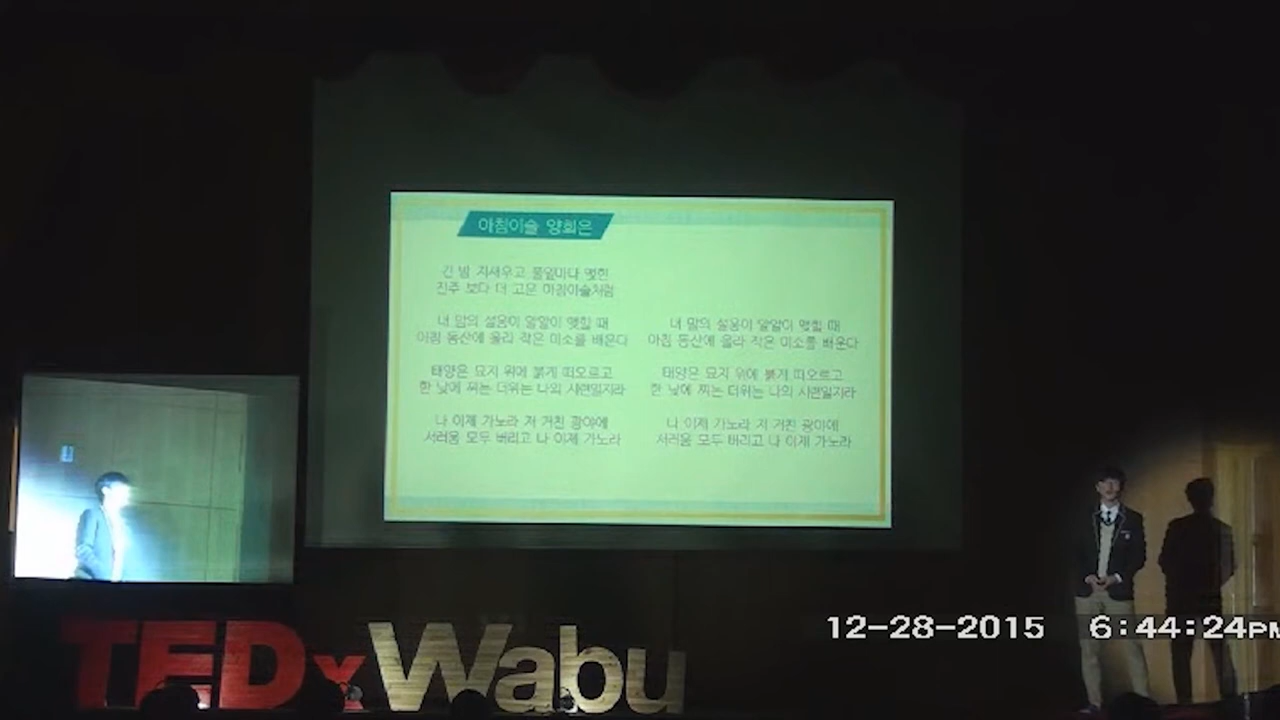 아침이슬 양희은
긴 밤 지새우고 풀잎마다 맺힌
진주 보다 더 고운 아침이슬처럼
내 맘의 설움이 알알이 맺힐 때
아침 동산에 올라 작은 미소를 배운다
태양은 묘지 위에 붉게 떠오르고
한 낮에 찌는 더위는 나의 시련일지라
나 이제 가노라 저 거친 광야에
서러움 모두 버리고 나 이제 가노라
내 맘의 설움이 알알이 맺힐 때
아침 동산에 올라 작은 미소를 배운다
태양은 묘지 위에 붉게 떠오르고
한 낮에 찌는 더위는 나의 시련일지라
나 이제 가노라 저 거친 광야에
서러움 모두 버리고 나 이제 가노라
TEDxWabu
12-28-2015 6:44:24PM